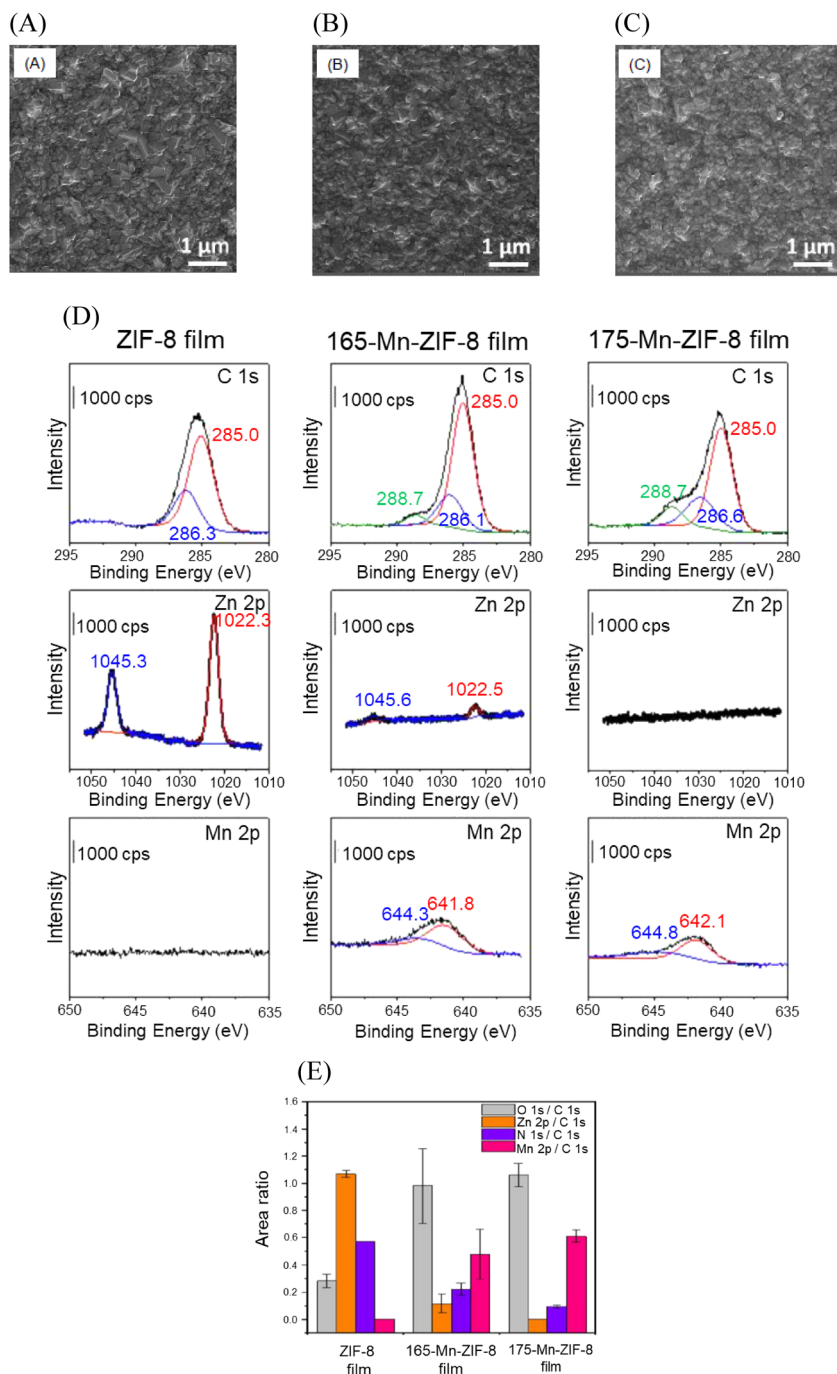 (A) (B) (C)
(A) (B) (C)
1 µm 1 µm 1 µm
(D)
ZIF-8 film 165-Mn-ZIF-8 film 175-Mn-ZIF-8 film
C 1s C 1s C 1s
1000 cps 1000 cps 1000 cps
285.0 285.0 285.0
288.7 288.7
286.3 286.1 286.6
Intensity Intensity Intensity
295 290 285 280 295 290 285 280 295 290 285 280
Binding Energy (eV) Binding Energy (eV) Binding Energy (eV)
Zn 2p Zn 2p Zn 2p
1000 cps 1000 cps 1000 cps
1022.3
1045.3 1045.6 1022.5
Intensity Intensity Intensity
1050 1040 1030 1020 1010 1050 1040 1030 1020 1010 1050 1040 1030 1020 1010
Binding Energy (eV) Binding Energy (eV) Binding Energy (eV)
Mn 2p Mn 2p Mn 2p
1000 cps 1000 cps 1000 cps
644.3 641.8 644.8 642.1
Intensity Intensity Intensity
650 645 640 635 650 645 640 635 650 645 640 635
Binding Energy (eV) Binding Energy (eV) Binding Energy (eV)
(E)
O 1s / C 1s
Zn 2p / C 1s
N 1s / C 1s
Mn 2p / C 1s
Area ratio
1.6
1.4
1.2
1.0
0.8
0.6
0.4
0.2
0.0
ZIF-8 165-Mn-ZIF-8 175-Mn-ZIF-8
film film film